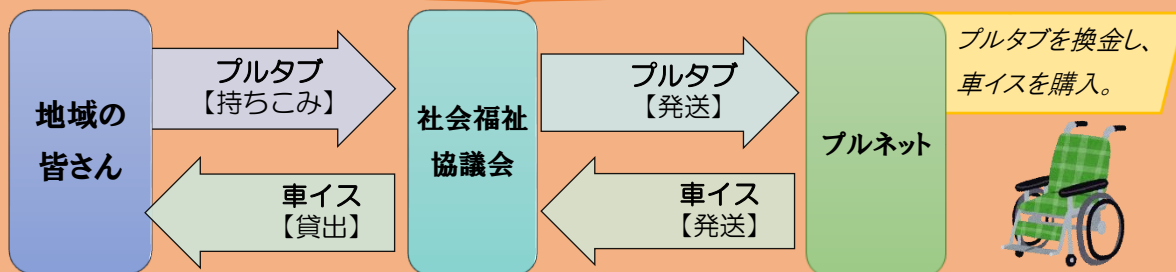 地域の
皆さん
プルタブ
【持ちこみ】
車イス
【貸出】
社会福祉
協議会
プルタブ
【発送】
車イス
【発送】
プルネット
プルタブを換金し、
車イスを購入。